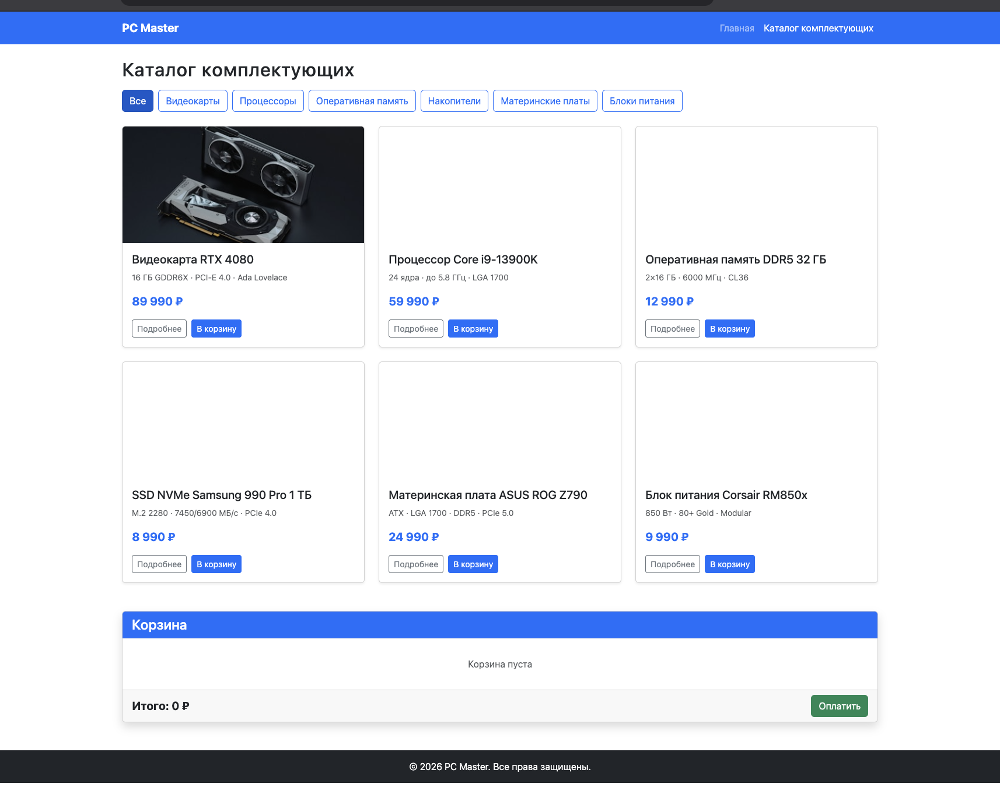 PC Master
Главная Каталог комплектующих
Каталог комплектующих
Все Видеокарты Процессоры Оперативная память Накопители Материнские платы Блоки питания
Видеокарта RTX 4080
16 ГБ GDDR6X · PCI-E 4.0 · Ada Lovelace
89 990 ₽
Подробнее В корзину
Процессор Core i9-13900K
24 ядра · до 5.8 ГГц · LGA 1700
59 990 ₽
Подробнее В корзину
Оперативная память DDR5 32 ГБ
2×16 ГБ · 6000 МГц · CL36
12 990 ₽
Подробнее В корзину
SSD NVMe Samsung 990 Pro 1 ТБ
M.2 2280 · 7450/6900 МБ/с · PCIe 4.0
8 990 ₽
Подробнее В корзину
Материнская плата ASUS ROG Z790
ATX · LGA 1700 · DDR5 · PCIe 5.0
24 990 ₽
Подробнее В корзину
Блок питания Corsair RM850x
850 Вт · 80+ Gold · Modular
9 990 ₽
Подробнее В корзину
Корзина
Корзина пуста
Итого: 0 ₽
Оплатить
© 2026 PC Master. Все права защищены.